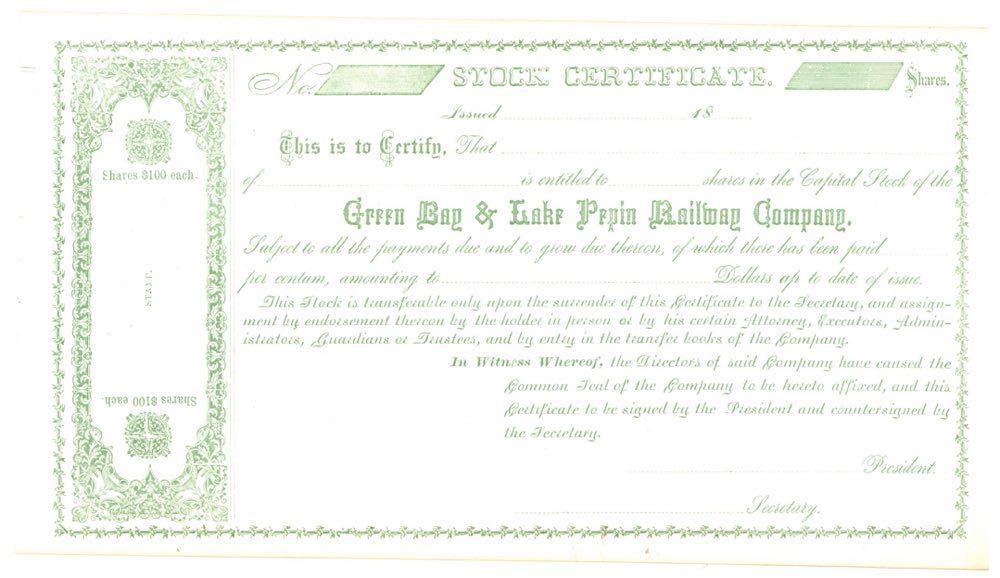 No. STOCK CERTIFICATE. Shares.
Issued 18
This is to Certify, That
of is entitled to shares in the Capital Stock of the
Green Bay & Lake Pepin Railway Company.
Subject to all the payments due and to grow due thereon, of which there has been paid
per centum, amounting to Dollars up to date of issue.
This Stock is transferable only upon the surrender of this Certificate to the Secretary, and assign-
ment by endorsement thereon by the holder in person or by his certain Attorney, Executors, Admin-
istrators, Guardians or Trustees, and by entry in the transfer books of the Company.
In Witness Whereof, the Directors of said Company have caused the
Common Seal of the Company to be hereto affixed, and this
Certificate to be signed by the President and countersigned by
the Secretary.
President.
Secretary.
Shares $100 each.
STAMP.
Shares $100 each.